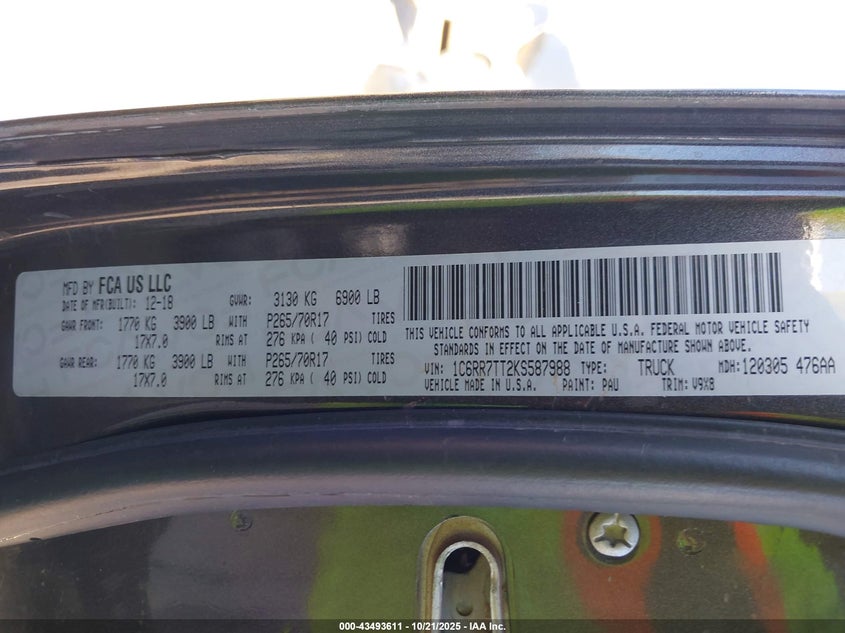 MFD BY FCA US LLC
DATE OF MFR(BUILT): 12-18 GVWR: 3130 KG 6900 LB
GAWR FRONT: 1770 KG 3900 LB WITH P265/70R17 TIRES
17X7.0 RIMS AT 276 KPA ( 40 PSI) COLD
GAWR REAR: 1770 KG 3900 LB WITH P265/70R17 TIRES
17X7.0 RIMS AT 276 KPA ( 40 PSI) COLD
THIS VEHICLE CONFORMS TO ALL APPLICABLE U.S.A. FEDERAL MOTOR VEHICLE SAFETY
STANDARDS IN EFFECT ON THE DATE OF MANUFACTURE SHOWN ABOVE.
VIN: 1C6RR7TT2KS587988 TYPE: TRUCK MDH: 120305 476AA
VEHICLE MADE IN U.S.A. PAINT: PAU TRIM: V9X8
000-43493611 - 10/21/2025 - IAA Inc.